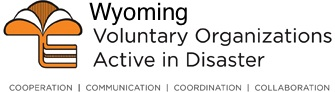 Wyoming
Voluntary Organizations
Active in Disaster
COOPERATION | COMMUNICATION | COORDINATION | COLLABORATION